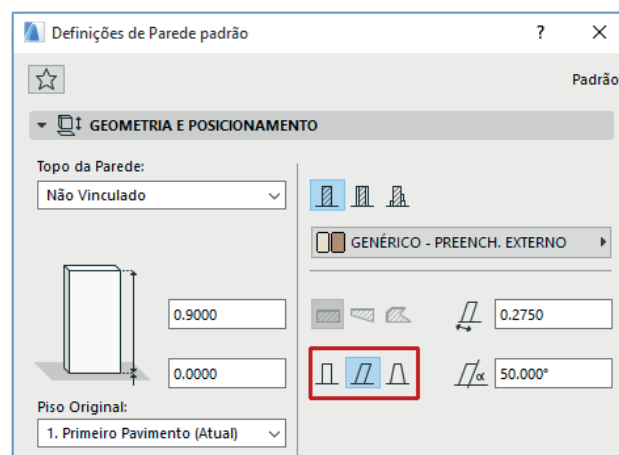 Definições de Parede padrão
?
Padrão
GEOMETRIA E POSICIONAMENTO
Topo da Parede:
Não Vinculado
GENÉRICO - PREENCH. EXTERNO
0.9000
0.2750
0.0000
α
50.000°
Piso Original:
1. Primeiro Pavimento (Atual)